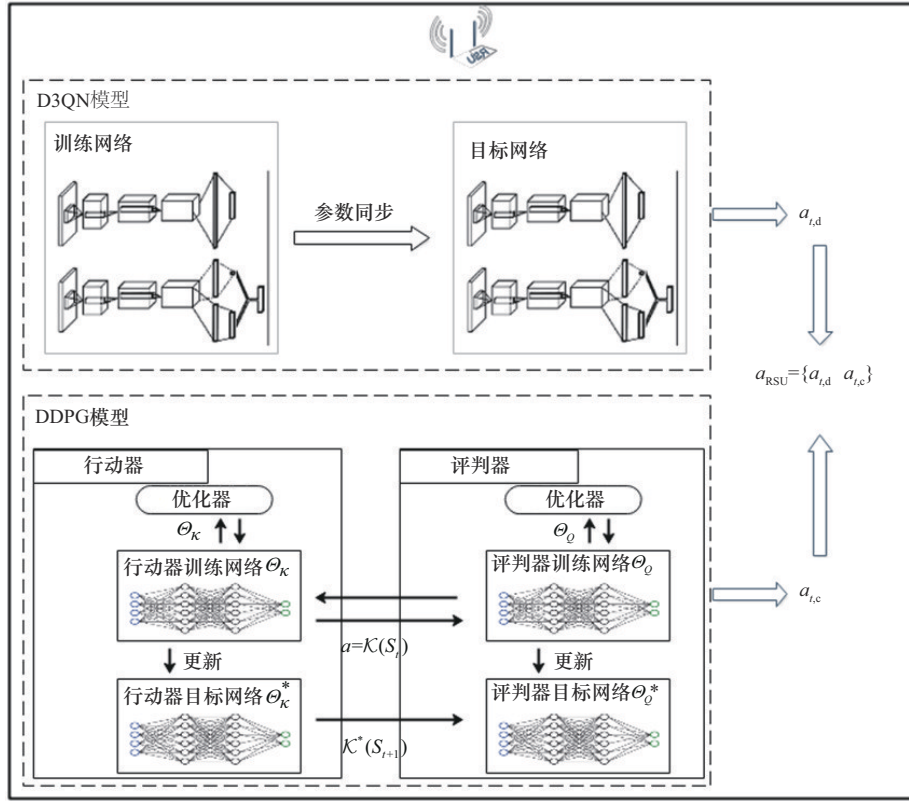 RSU
D3QN模型
训练网络
目标网络
参数同步
a_{t,d}
a_{RSU}={a_{t,d} a_{t,c}}
DDPG模型
行动器
评判器
优化器
优化器
Θ_K
Θ_Q
行动器训练网络Θ_K
评判器训练网络Θ_Q
a_{t,c}
a=K(S_t)
更新
更新
行动器目标网络Θ_K^*
评判器目标网络Θ_Q^*
K^*(S_{t+1})